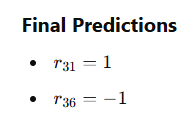 Final Predictions
• r₃₁ = 1
• r₃₆ = −1